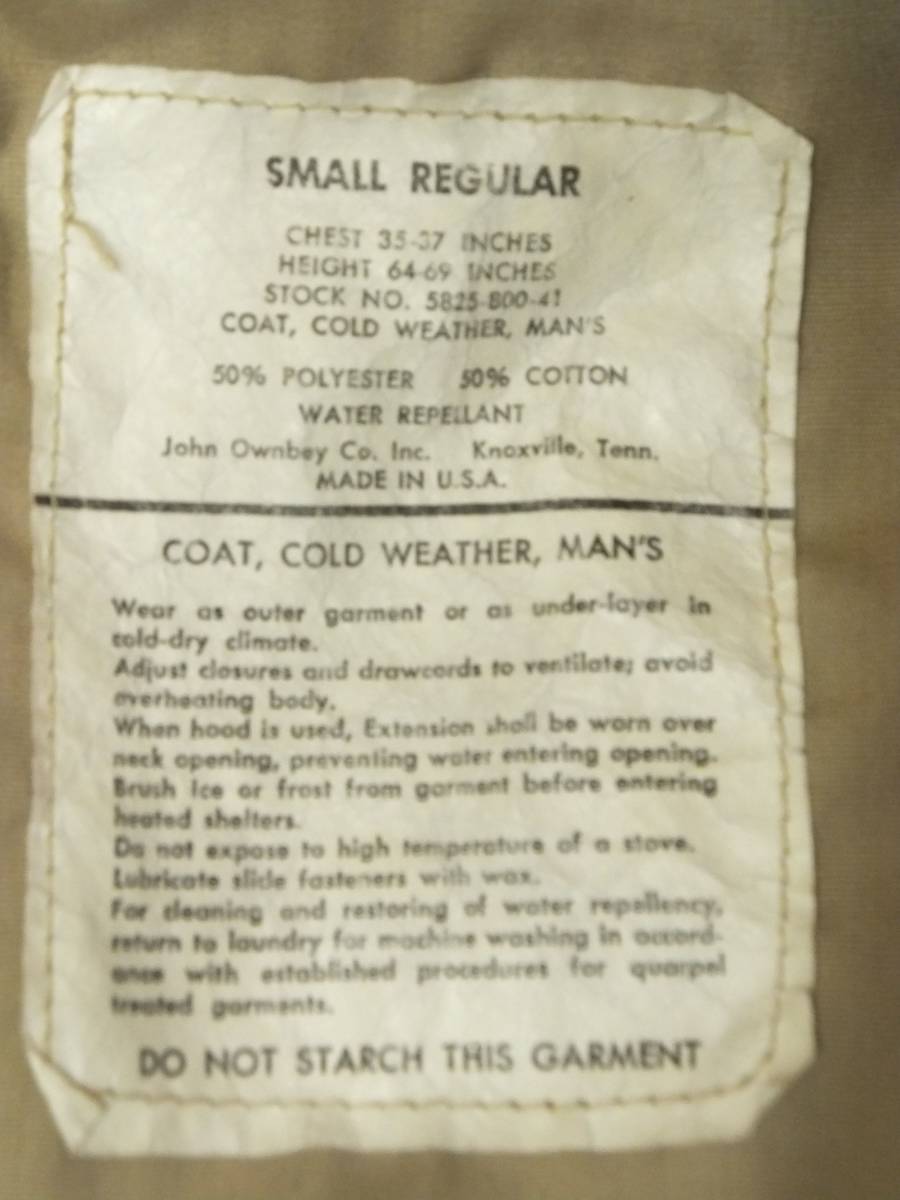 SMALL REGULAR
CHEST 35-37 INCHES
HEIGHT 64-69 INCHES
STOCK NO. 5825-800-41
COAT, COLD WEATHER, MAN'S
50% POLYESTER 50% COTTON
WATER REPELLANT
John Ownbey Co. Inc. Knoxville, Tenn.
MADE IN U.S.A.
COAT, COLD WEATHER, MAN'S
Wear as outer garment or as under-layer in
cold-dry climate.
Adjust closures and drawcords to ventilate; avoid
overheating body.
When hood is used, Extension shall be worn over
neck opening, preventing water entering opening.
Brush ice or frost from garment before entering
heated shelters.
Do not expose to high temperature of a stove.
Lubricate slide fasteners with wax.
For cleaning and restoring of water repellency,
return to laundry for machine washing in accord-
ance with established procedures for quarpel
treated garments.
DO NOT STARCH THIS GARMENT